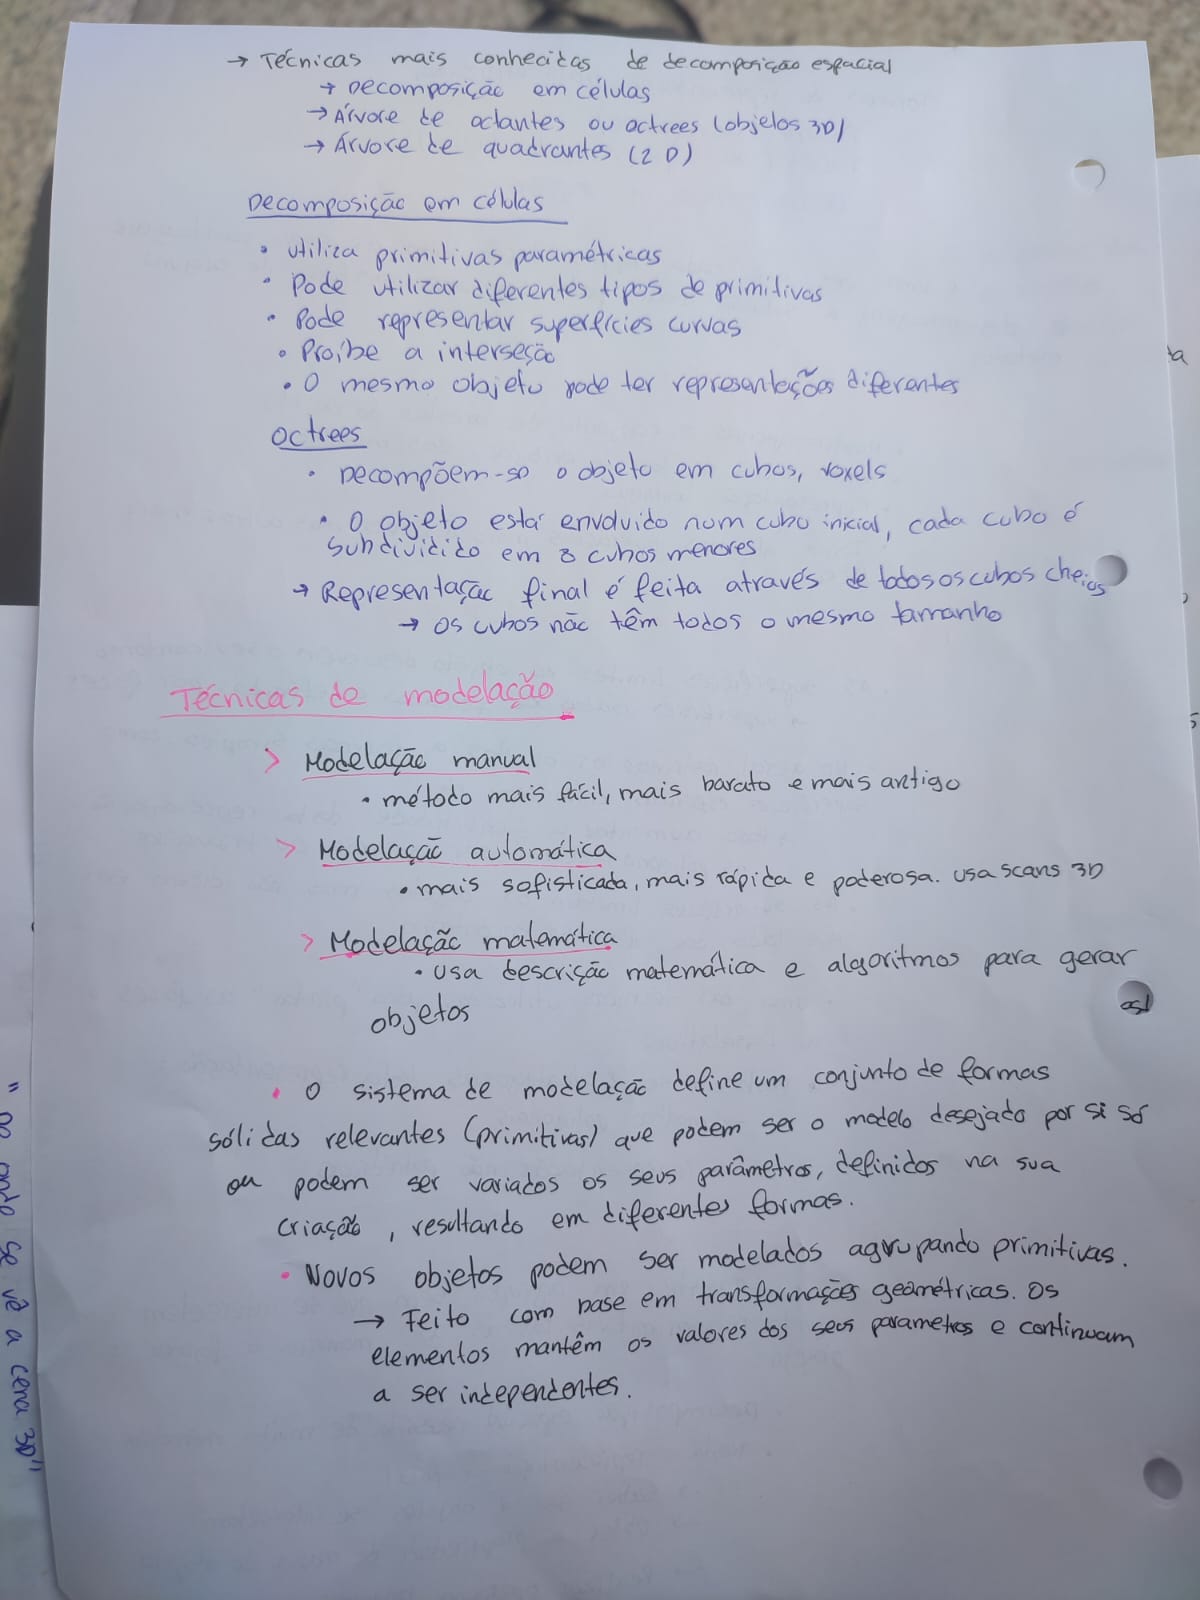 → Técnicas mais conhecidas de decomposição espacial
→ Decomposição em células
→ Árvore de octantes ou octrees (objetos 3D)
→ Árvore de quadrantes (2D)
Decomposição em células
• utiliza primitivas paramétricas
• Pode utilizar diferentes tipos de primitivas
• Pode representar superfícies curvas
• Proíbe a interseção
• O mesmo objeto pode ter representações diferentes
Octrees
• Decompõem-se o objeto em cubos, voxels
• O objeto está envolvido num cubo inicial, cada cubo é
subdividido em 8 cubos menores
→ Representação final é feita através de todos os cubos cheios
→ Os cubos não têm todos o mesmo tamanho
Técnicas de modelação
> Modelação manual
• método mais fácil, mais barato e mais antigo
> Modelação automática
• mais sofisticada, mais rápida e poderosa. usa scans 3D
> Modelação matemática
• usa descrição matemática e algoritmos para gerar
objetos
• O sistema de modelação define um conjunto de formas
sólidas relevantes (primitivas) que podem ser o modelo desejado por si só
ou podem ser variados os seus parâmetros, definidos na sua
criação, resultando em diferentes formas.
• Novos objetos podem ser modelados agrupando primitivas.
→ Feito com base em transformações geométricas. Os
elementos mantêm os valores dos seus parametros e continuam
a ser independentes.
se vê a cena 3D"